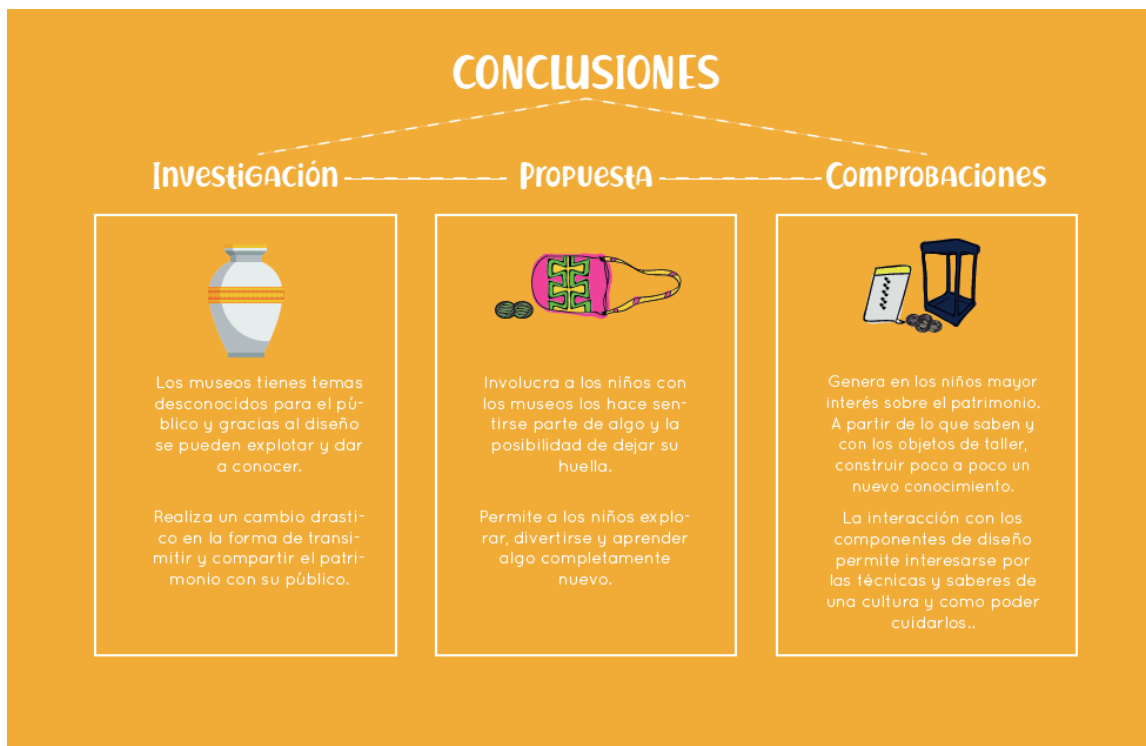 CONCLUSIONES
Investigación
Propuesta
Comprobaciones
Los museos tienes temas
desconocidos para el pú-
blico y gracias al diseño
se pueden explotar y dar
a conocer.
Realiza un cambio drasti-
co en la forma de transi-
mitir y compartir el patri-
monio con su público.
Involucra a los niños con
los museos los hace sen-
tirse parte de algo y la
posibilidad de dejar su
huella.
Permite a los niños explo-
rar, divertirse y aprender
algo completamente
nuevo.
Genera en los niños mayor
interés sobre el patrimonio.
A partir de lo que saben y
con los objetos de taller,
construir poco a poco un
nuevo conocimiento.
La interacción con los
componentes de diseño
permite interesarse por
las técnicas y saberes de
una cultura y como poder
cuidarlos..